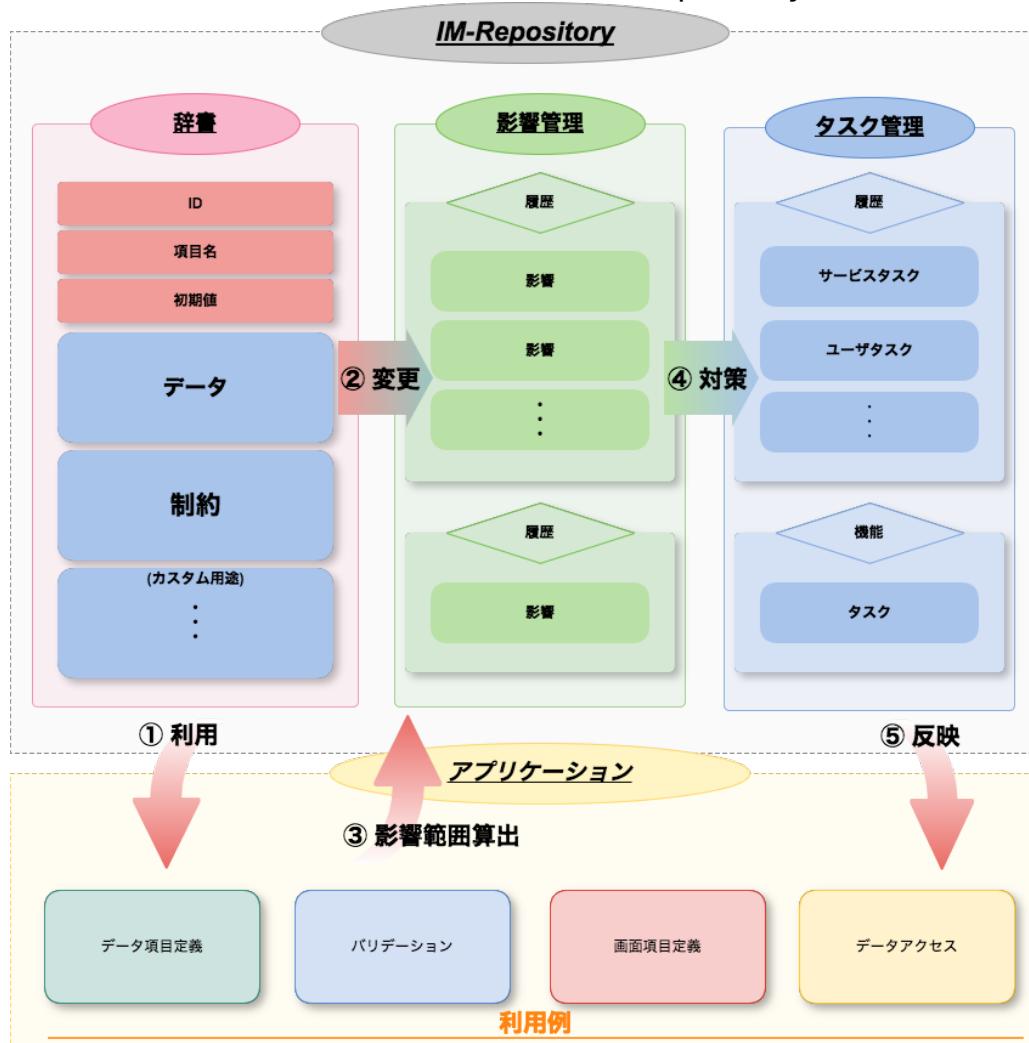 IM-Repository
辞書
ID
項目名
初期値
データ
制約
(カスタム用途)
影響管理
履歴
影響
影響
履歴
影響
タスク管理
履歴
サービスタスク
ユーザタスク
機能
タスク
② 変更
④ 対策
① 利用
③ 影響範囲算出
⑤ 反映
アプリケーション
データ項目定義
バリデーション
画面項目定義
データアクセス
利用例